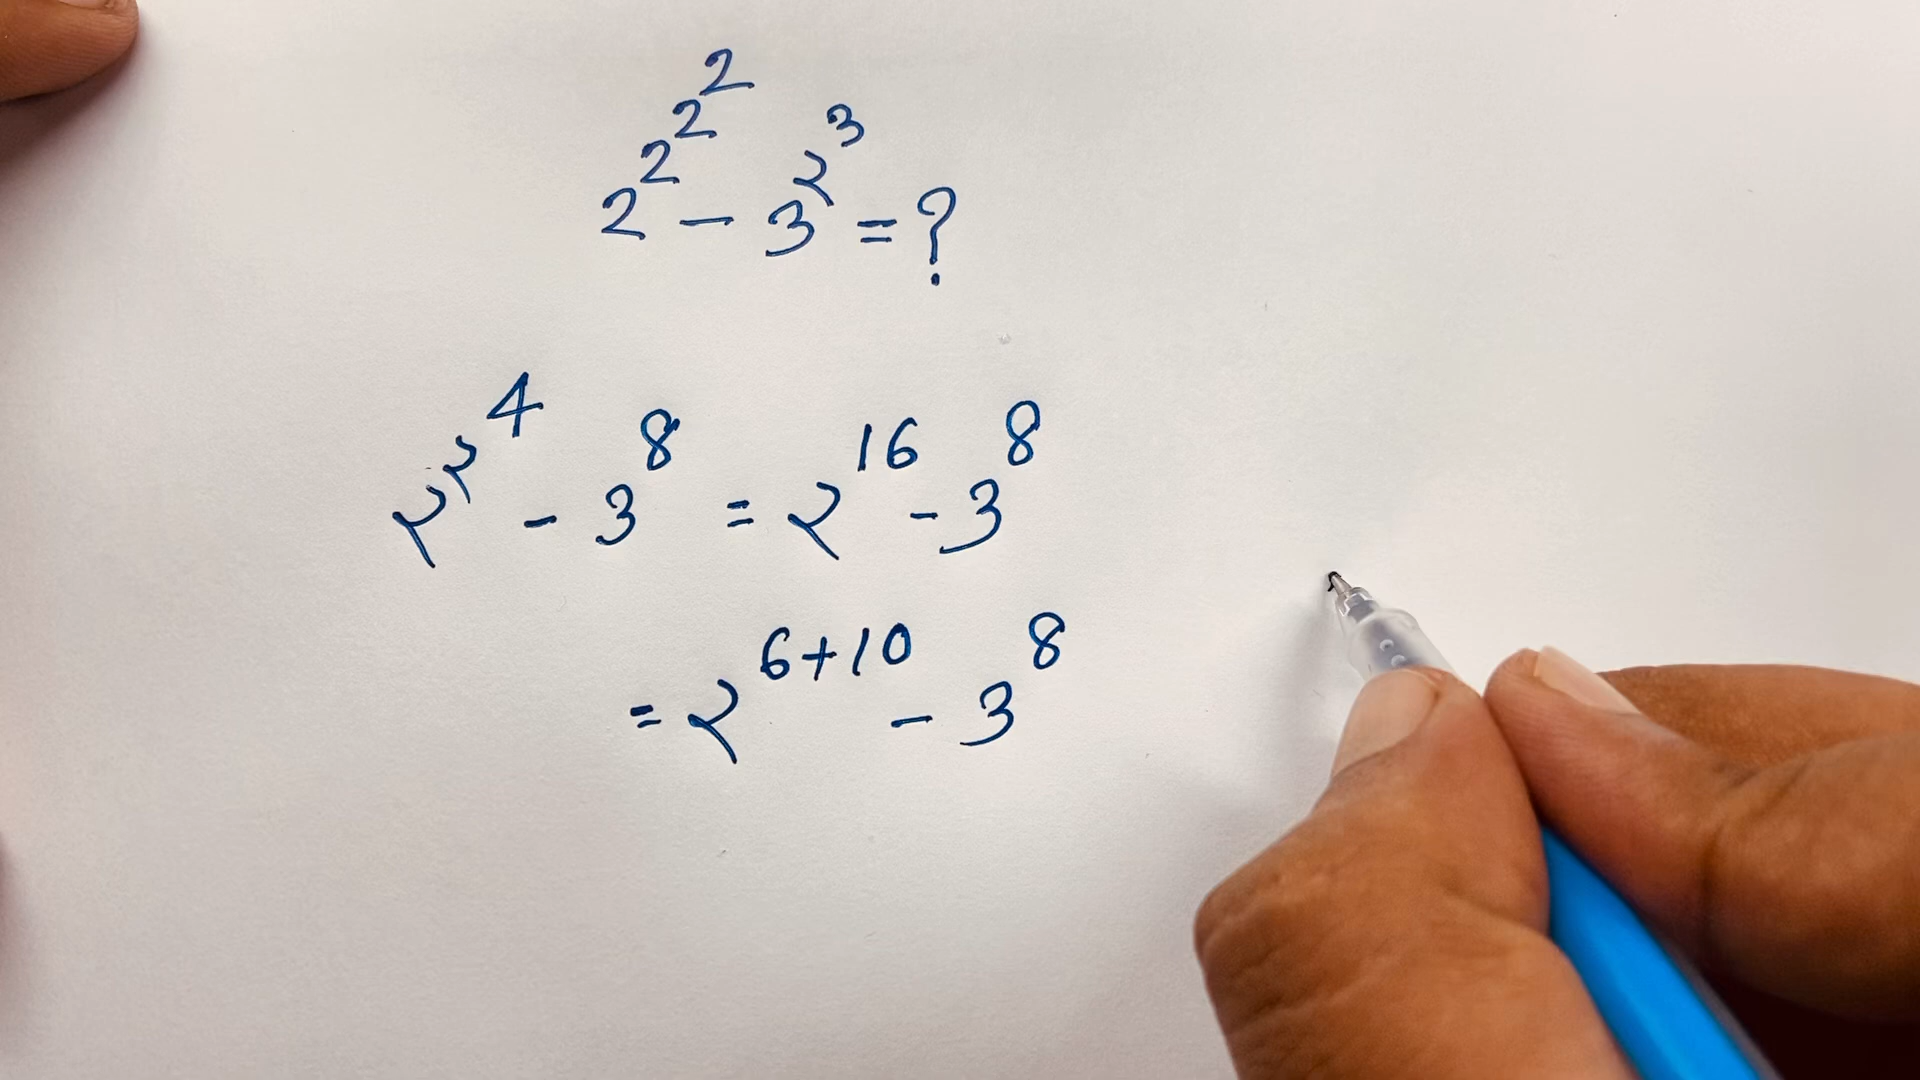 2^2^2^2 - 3^2^3 = ?
2^2^4 - 3^8 = 2^16 - 3^8
= 2^6+10 - 3^8